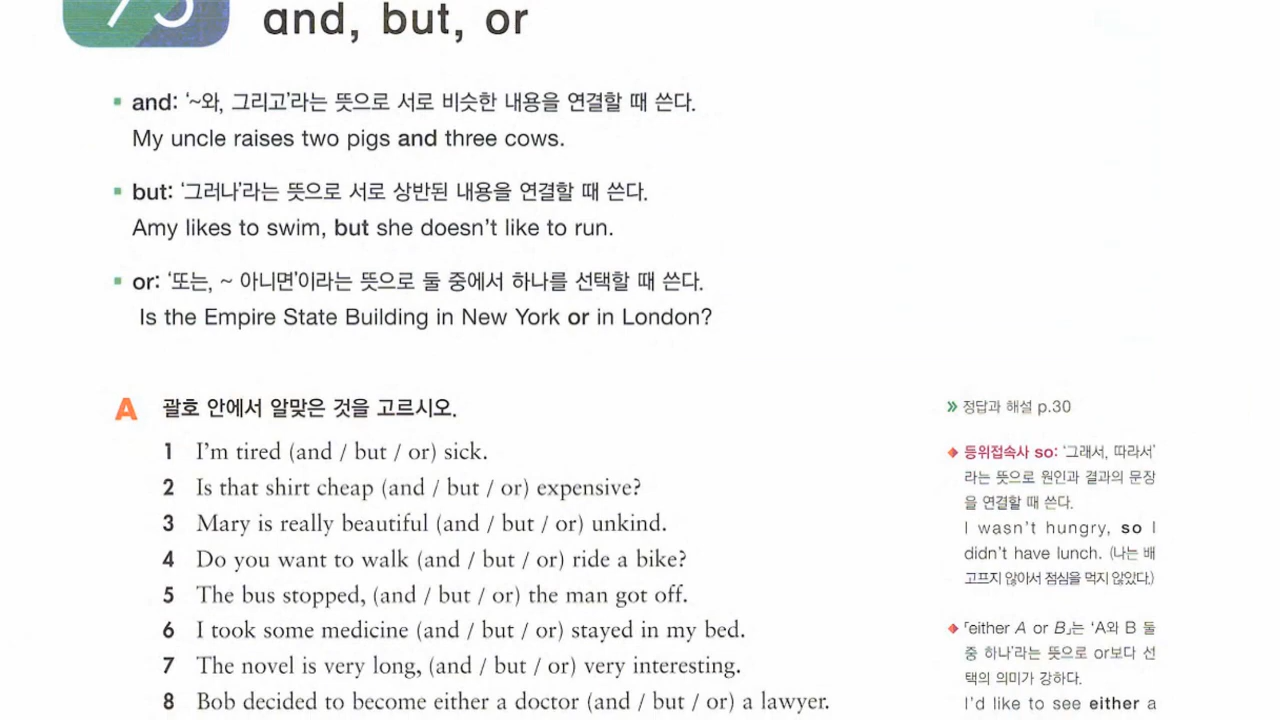 and, but, or
and: '~와, 그리고'라는 뜻으로 서로 비슷한 내용을 연결할 때 쓴다.
My uncle raises two pigs and three cows.
but: '그러나'라는 뜻으로 서로 상반된 내용을 연결할 때 쓴다.
Amy likes to swim, but she doesn't like to run.
or: '또는, ~ 아니면'이라는 뜻으로 둘 중에서 하나를 선택할 때 쓴다.
Is the Empire State Building in New York or in London?
A 괄호 안에서 알맞은 것을 고르시오.
1 I'm tired (and / but / or) sick.
2 Is that shirt cheap (and / but / or) expensive?
3 Mary is really beautiful (and / but / or) unkind.
4 Do you want to walk (and / but / or) ride a bike?
5 The bus stopped, (and / but / or) the man got off.
6 I took some medicine (and / but / or) stayed in my bed.
7 The novel is very long, (and / but / or) very interesting.
8 Bob decided to become either a doctor (and / but / or) a lawyer.
» 정답과 해설 p.30
등위접속사 so: '그래서, 따라서'
라는 뜻으로 원인과 결과의 문장
을 연결할 때 쓴다.
I wasn't hungry, so I
didn't have lunch. (나는 배
고프지 않아서 점심을 먹지 않았다.)
「either A or B」는 'A와 B 둘
중 하나'라는 뜻으로 or보다 선
택의 의미가 강하다.
I'd like to see either a